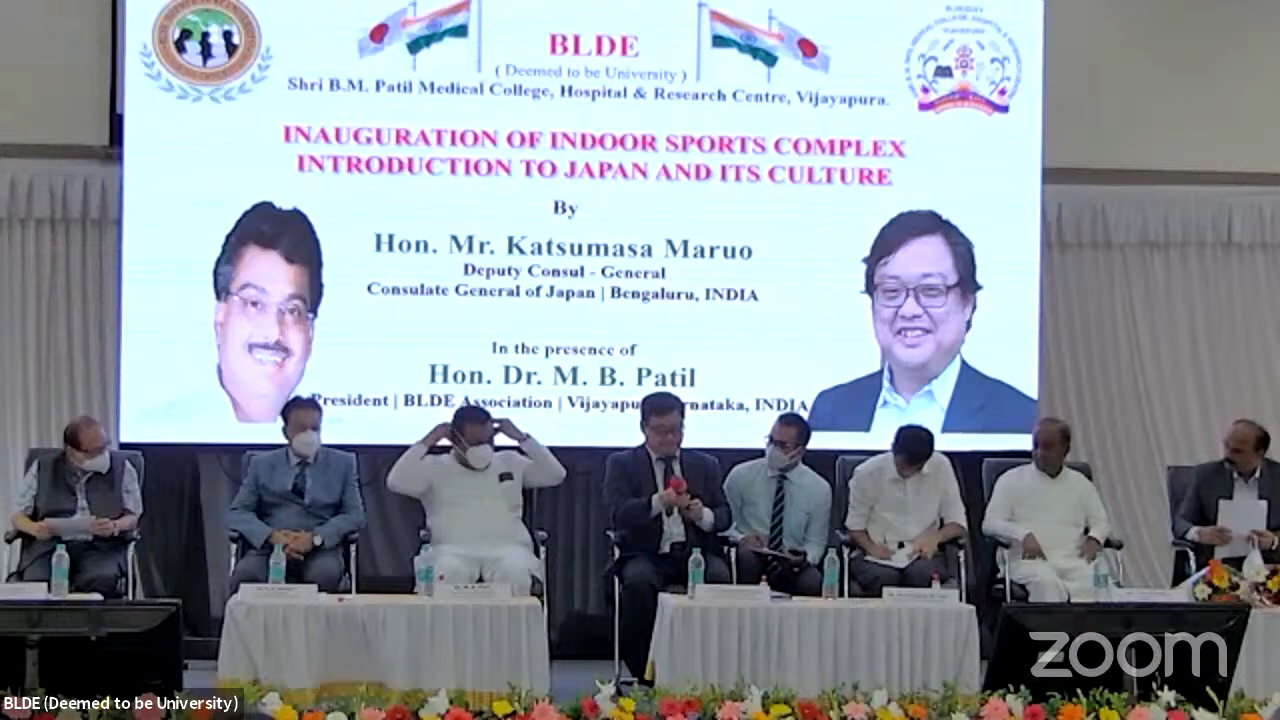 BLDE
( Deemed to be University )
Shri B.M. Patil Medical College, Hospital & Research Centre, Vijayapura.
INAUGURATION OF INDOOR SPORTS COMPLEX
INTRODUCTION TO JAPAN AND ITS CULTURE
By
Hon. Mr. Katsumasa Maruo
Deputy Consul - General
Consulate General of Japan | Bengaluru, INDIA
In the presence of
Hon. Dr. M. B. Patil
President | BLDE Association | Vijayapu rnataka, INDIA
zoom
BLDE (Deemed to be University)